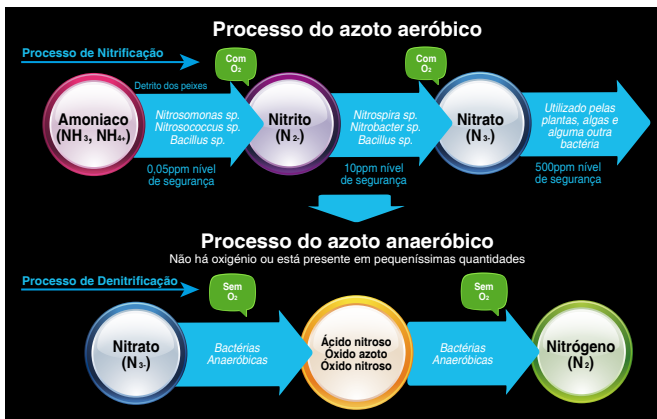 Processo do azoto aeróbico
Processo de Nitrificação
Com
O₂
Com
O₂
Detrito dos peixes
Amoniaco
(NH₃, NH₄₊)
Nitrosomonas sp.
Nitrosococcus sp.
Bacillus sp.
Nitrito
(N₂-)
Nitrospira sp.
Nitrobacter sp.
Bacillus sp.
Nitrato
(N₃-)
Utilizado pelas
plantas, algas e
alguma outra
bactéria
0,05ppm nível
de segurança
10ppm nível
de segurança
500ppm nível
de segurança
Processo do azoto anaeróbico
Não há oxigénio ou está presente em pequeníssimas quantidades
Processo de Denitrificação
Sem
O₂
Sem
O₂
Nitrato
(N₃-)
Bactérias
Anaeróbicas
Ácido nitroso
Óxido azoto
Óxido nitroso
Bactérias
Anaeróbicas
Nitrógeno
(N₂)